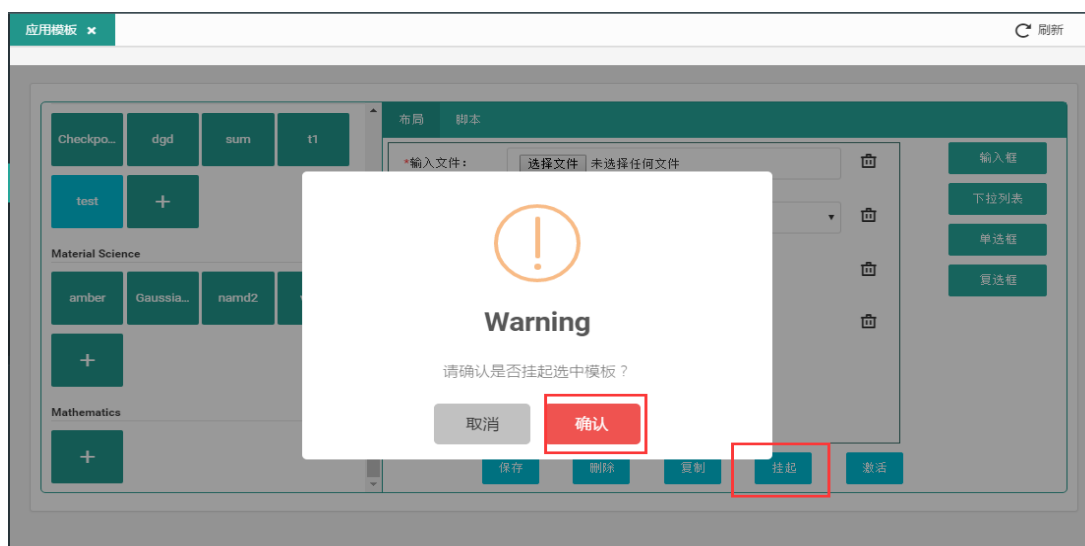 应用模板 ×
刷新
布局 脚本
Checkpo... dgd sum t1
*输入文件： 选择文件 未选择任何文件
输入框
test +
下拉列表
单选框
Material Science
复选框
amber Gaussia... namd2
Warning
+
请确认是否挂起选中模板？
Mathematics
取消 确认
+
保存 删除 复制 挂起 激活